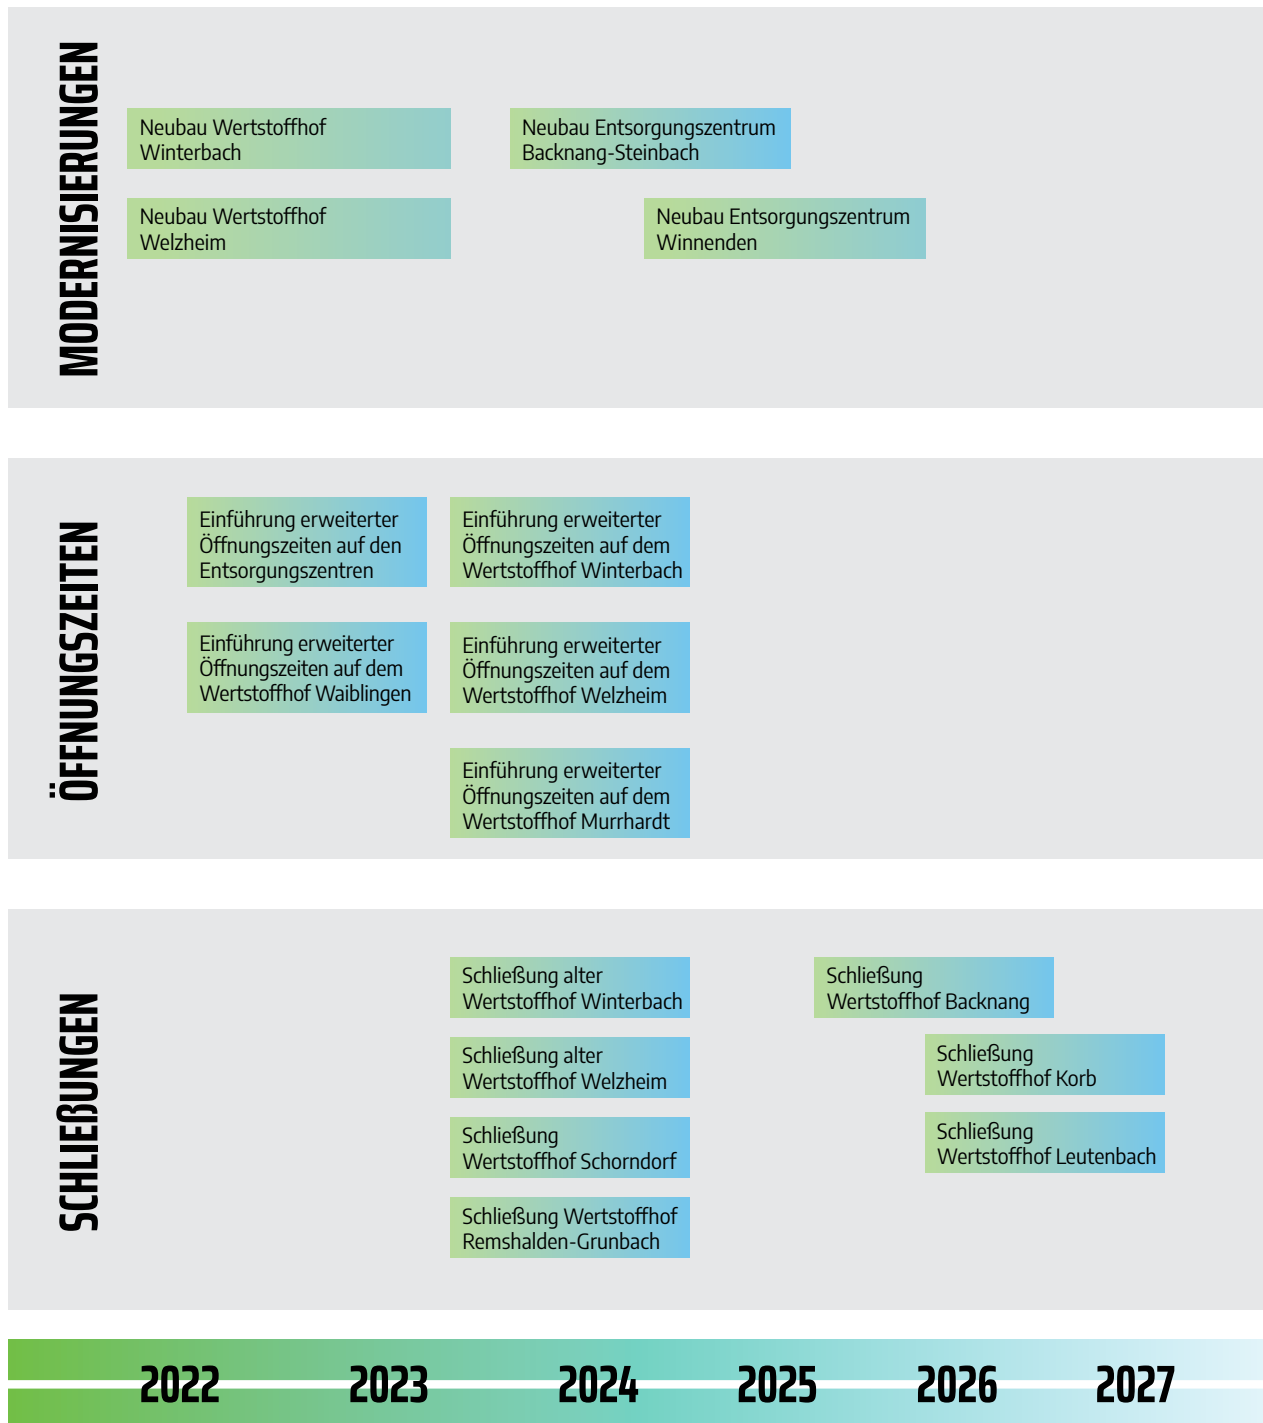 MODERNISIERUNGEN
Neubau Wertstoffhof
Winterbach
Neubau Entsorgungszentrum
Backnang-Steinbach
Neubau Wertstoffhof
Welzheim
Neubau Entsorgungszentrum
Winnenden
ÖFFNUNGSZEITEN
Einführung erweiterter
Öffnungszeiten auf den
Entsorgungszentren
Einführung erweiterter
Öffnungszeiten auf dem
Wertstoffhof Winterbach
Einführung erweiterter
Öffnungszeiten auf dem
Wertstoffhof Waiblingen
Einführung erweiterter
Öffnungszeiten auf dem
Wertstoffhof Welzheim
Einführung erweiterter
Öffnungszeiten auf dem
Wertstoffhof Murrhardt
SCHLIEẞUNGEN
Schließung alter
Wertstoffhof Winterbach
Schließung
Wertstoffhof Backnang
Schließung alter
Wertstoffhof Welzheim
Schließung
Wertstoffhof Korb
Schließung
Wertstoffhof Schorndorf
Schließung
Wertstoffhof Leutenbach
Schließung Wertstoffhof
Remshalden-Grunbach
2022 2023 2024 2025 2026 2027